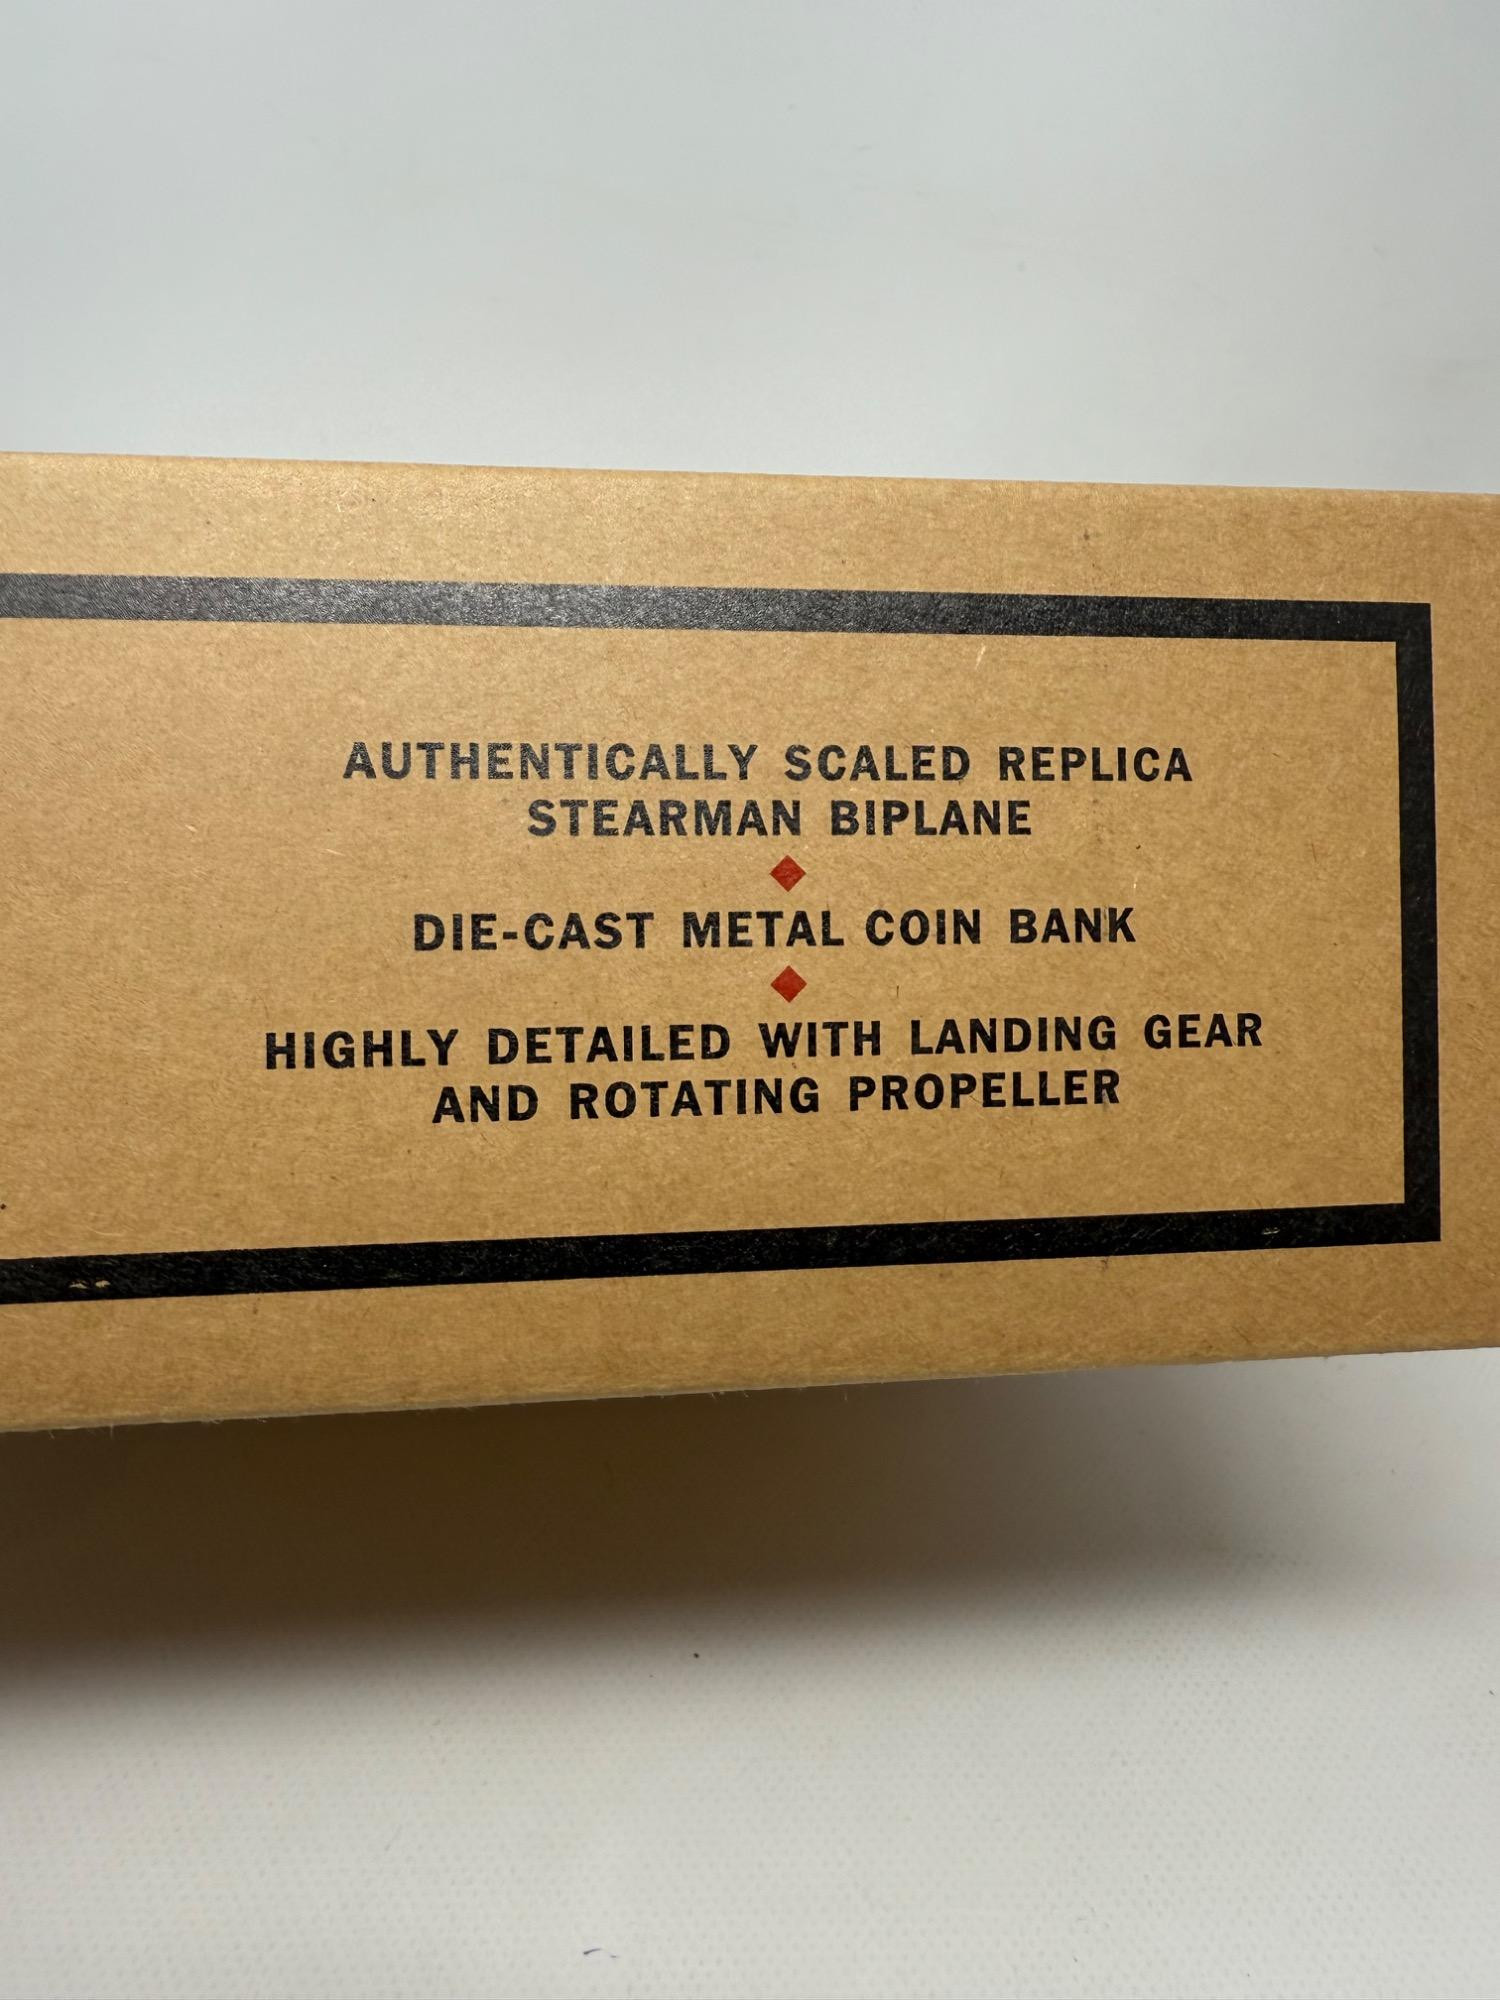 AUTHENTICALLY SCALED REPLICA
STEARMAN BIPLANE
DIE-CAST METAL COIN BANK
HIGHLY DETAILED WITH LANDING GEAR
AND ROTATING PROPELLER